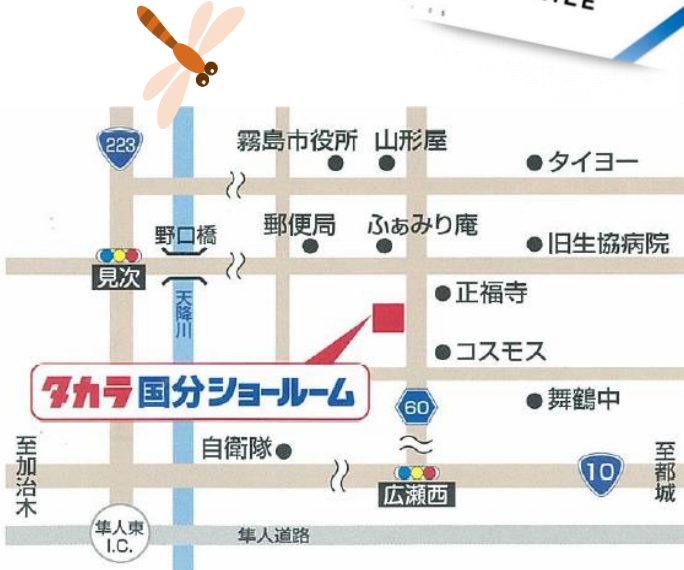 223
霧島市役所
山形屋
タイヨー
野口橋
郵便局
ふぁみり庵
旧生協病院
見次
天降川
正福寺
コスモス
タカラ国分ショールーム
60
舞鶴中
自衛隊
至加治木
至都城
10
広瀬西
隼人東
I.C.
隼人道路